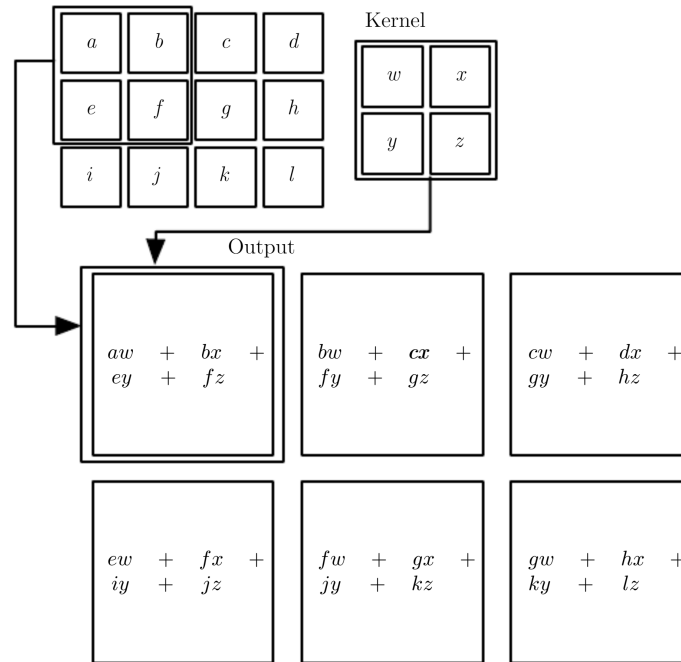 Kernel
a b c d
w x
e f g h
y z
i j k l
Output
aw + bx +
ey + fz
bw + cx +
fy + gz
cw + dx +
gy + hz
ew + fx +
iy + jz
fw + gx +
jy + kz
gw + hx +
ky + lz